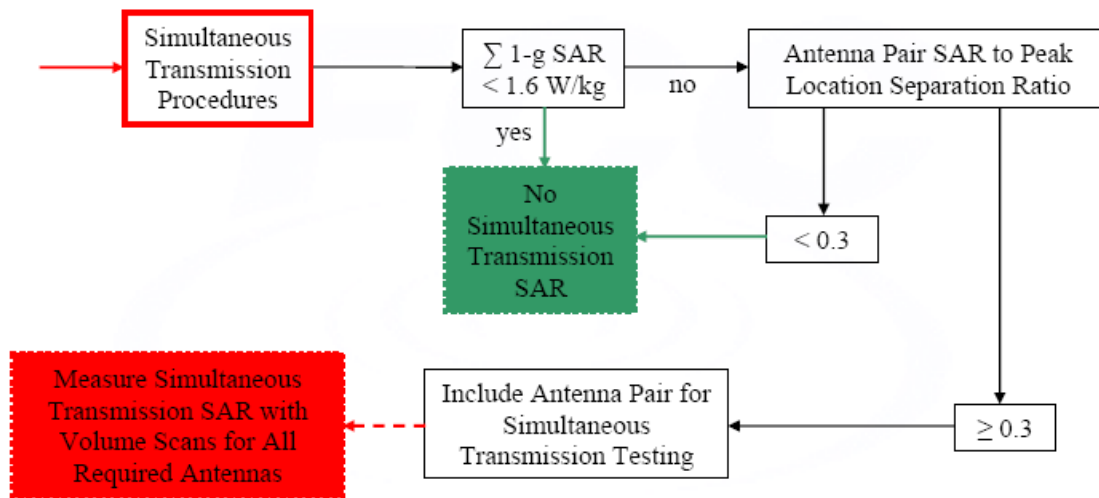 Simultaneous
Transmission
Procedures
∑ 1-g SAR
< 1.6 W/kg
no
Antenna Pair SAR to Peak
Location Separation Ratio
yes
No
Simultaneous
Transmission
SAR
< 0.3
Measure Simultaneous
Transmission SAR with
Volume Scans for All
Required Antennas
Include Antenna Pair for
Simultaneous
Transmission Testing
≥ 0.3